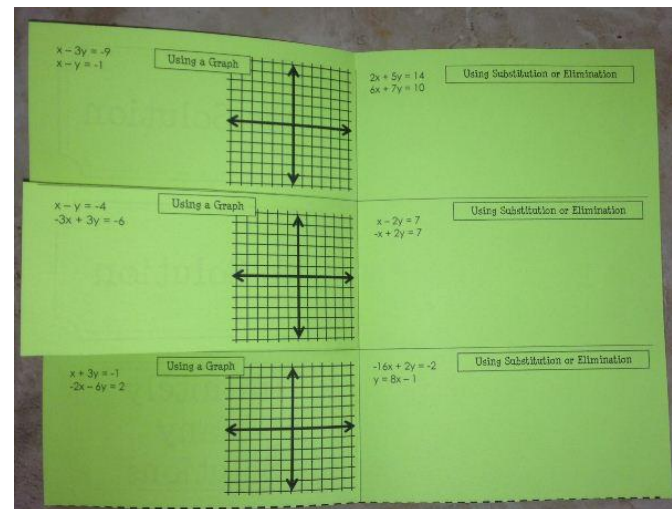 x – 3y = -9
x – y = -1
Using a Graph
2x + 5y = 14
6x + 7y = 10
Using Substitution or Elimination
x – y = -4
-3x + 3y = -6
Using a Graph
x – 2y = 7
-x + 2y = 7
Using Substitution or Elimination
x + 3y = -1
-2x – 6y = 2
Using a Graph
-16x + 2y = -2
y = 8x – 1
Using Substitution or Elimination